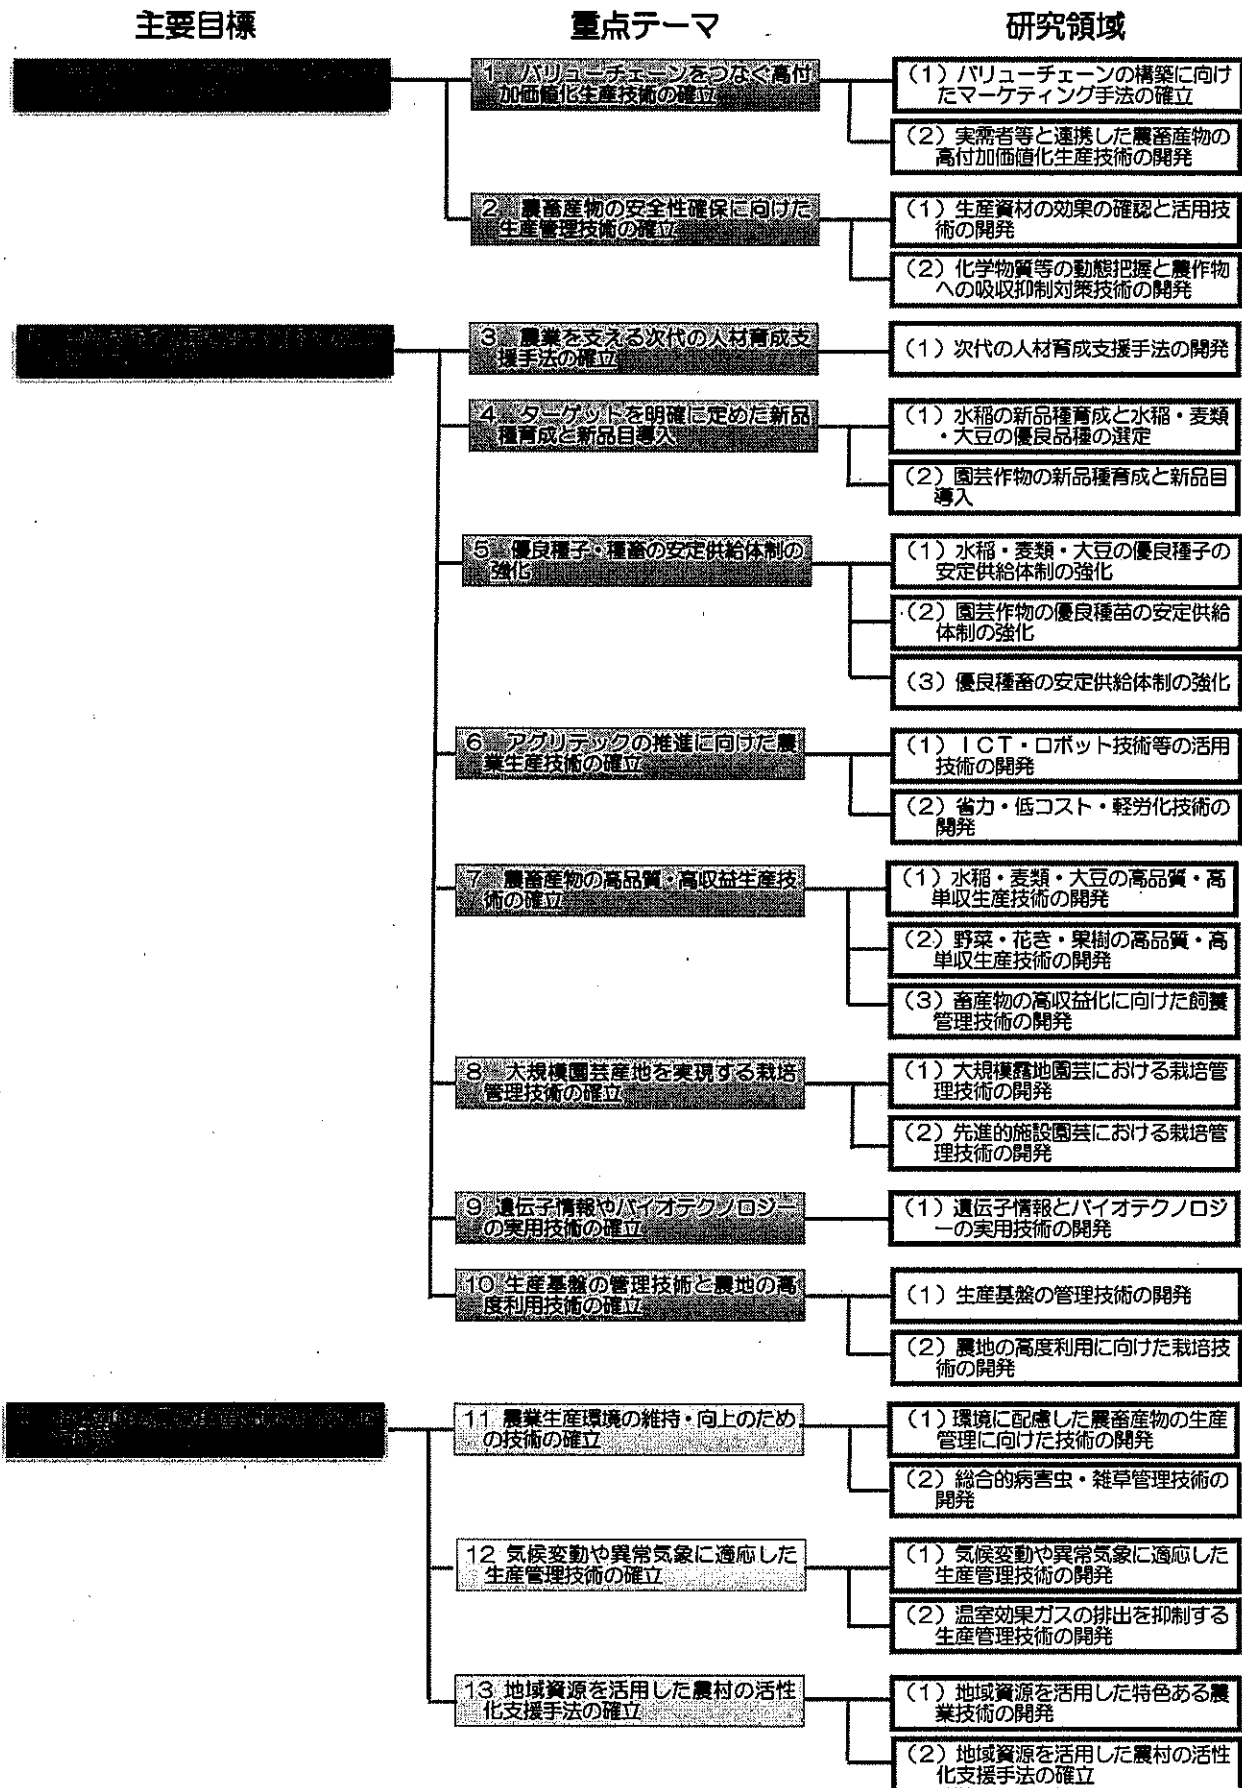 主要目標
重点テーマ
研究領域
1 バリューチェーンをつなぐ高付
加価値化生産技術の確立
(1) バリューチェーンの構築に向け
たマーケティング手法の確立
(2) 実需者等と連携した農畜産物の
高付加価値化生産技術の開発
2 農畜産物の安全性確保に向けた
生産管理技術の確立
(1) 生産資材の効果の確認と活用技
術の開発
(2) 化学物質等の動態把握と農作物
への吸収抑制対策技術の開発
3 農業を支える次代の人材育成支
援手法の確立
(1) 次代の人材育成支援手法の開発
4 ターゲットを明確に定めた新品
種育成と新品目導入
(1) 水稲の新品種育成と水稲・麦類
・大豆の優良品種の選定
(2) 園芸作物の新品種育成と新品目
導入
5 優良種子・種畜の安定供給体制の
強化
(1) 水稲・麦類・大豆の優良種子の
安定供給体制の強化
(2) 園芸作物の優良種苗の安定供給
体制の強化
(3) 優良種畜の安定供給体制の強化
6 アグリテックの推進に向けた農
業生産技術の確立
(1) ICT・ロボット技術等の活用
技術の開発
(2) 省力・低コスト・軽労化技術の
開発
7 農畜産物の高品質・高収益生産技
術の確立
(1) 水稲・麦類・大豆の高品質・高
単収生産技術の開発
(2) 野菜・花き・果樹の高品質・高
単収生産技術の開発
(3) 畜産物の高収益化に向けた飼養
管理技術の開発
8 大規模園芸産地を実現する栽培
管理技術の確立
(1) 大規模露地園芸における栽培管
理技術の開発
(2) 先進的施設園芸における栽培管
理技術の開発
9 遺伝子情報やバイオテクノロジー
の実用技術の確立
(1) 遺伝子情報とバイオテクノロジ
ーの実用技術の開発
10 生産基盤の管理技術と農地の高
度利用技術の確立
(1) 生産基盤の管理技術の開発
(2) 農地の高度利用に向けた栽培技
術の開発
11 農業生産環境の維持・向上のため
の技術の確立
(1) 環境に配慮した農畜産物の生産
管理に向けた技術の開発
(2) 総合的病害虫・雑草管理技術の
開発
12 気候変動や異常気象に適応した
生産管理技術の確立
(1) 気候変動や異常気象に適応した
生産管理技術の開発
(2) 温室効果ガスの排出を抑制する
生産管理技術の開発
13 地域資源を活用した農村の活性
化支援手法の確立
(1) 地域資源を活用した特色ある農
業技術の開発
(2) 地域資源を活用した農村の活性
化支援手法の確立